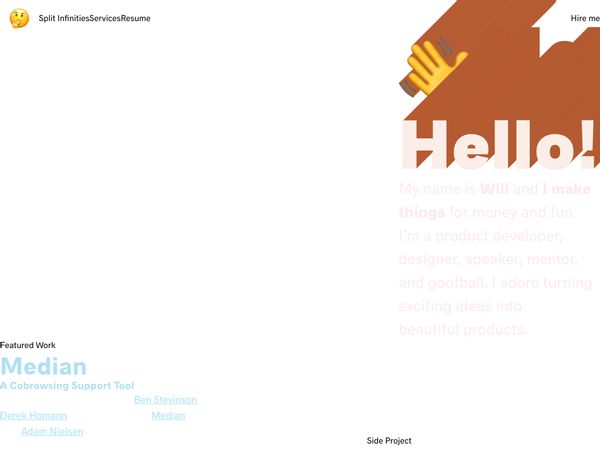 Split InfinitiesServicesResume
Hire me
Hello!
My name is Will and I make
things for money and fun.
I'm a product developer,
designer, speaker, mentor,
and goofball. I adore turning
exciting ideas into
beautiful products.
Featured Work
Median
A Cobrowsing Support Tool
Ben Stevinson
Derek Homann Median
Adam Nielsen
Side Project